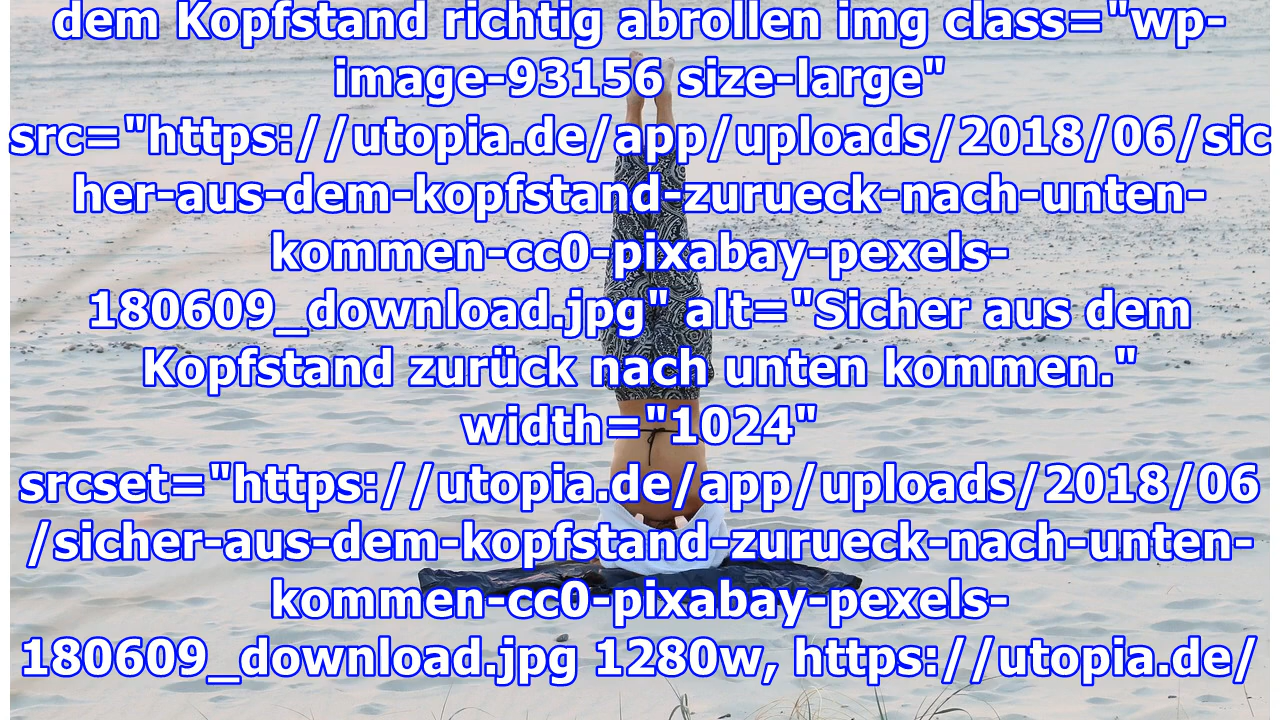 dem Kopfstand richtig abrollen img class="wp-
image-93156 size-large"
src="https://utopia.de/app/uploads/2018/06/sic
her-aus-dem-kopfstand-zurueck-nach-unten-
kommen-cc0-pixabay-pexels-
180609_download.jpg" alt="Sicher aus dem
Kopfstand zurück nach unten kommen."
width="1024"
srcset="https://utopia.de/app/uploads/2018/06
/sicher-aus-dem-kopfstand-zurueck-nach-unten-
kommen-cc0-pixabay-pexels-
180609_download.jpg 1280w, https://utopia.de/